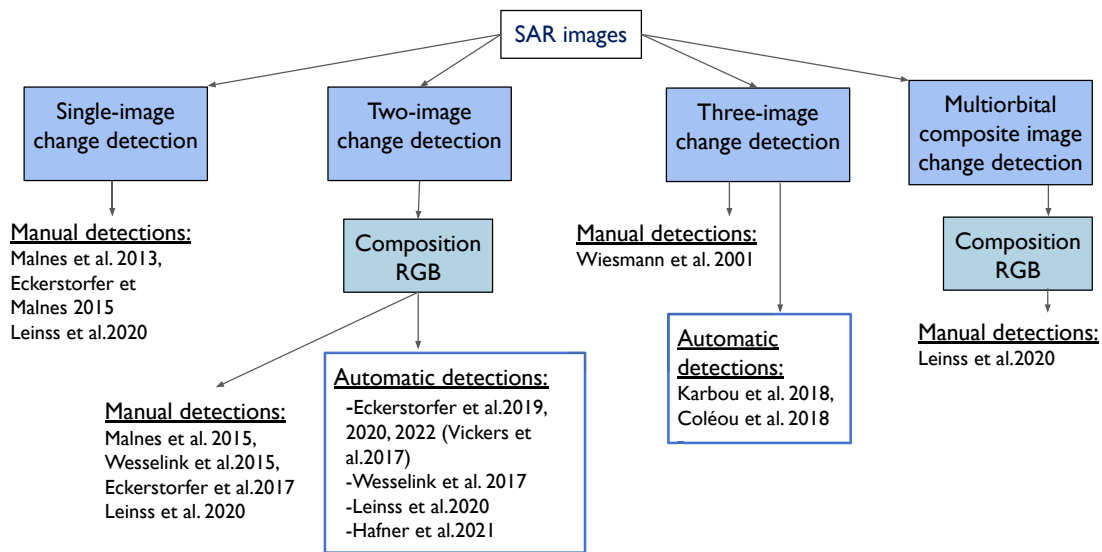 SAR images
Single-image
change detection
Two-image
change detection
Three-image
change detection
Multiorbital
composite image
change detection
Manual detections:
Malnes et al. 2013,
Eckerstorfer et
Malnes 2015
Leinss et al.2020
Composition
RGB
Manual detections:
Malnes et al. 2015,
Wesselink et al.2015,
Eckerstorfer et al.2017
Leinss et al. 2020
Automatic detections:
-Eckerstorfer et al.2019,
2020, 2022 (Vickers et
al.2017)
-Wesselink et al. 2017
-Leinss et al.2020
-Hafner et al.2021
Manual detections:
Wiesmann et al. 2001
Automatic
detections:
Karbou et al. 2018,
Coléou et al. 2018
-
Composition
RGB
Manual detections:
Leinss et al.2020